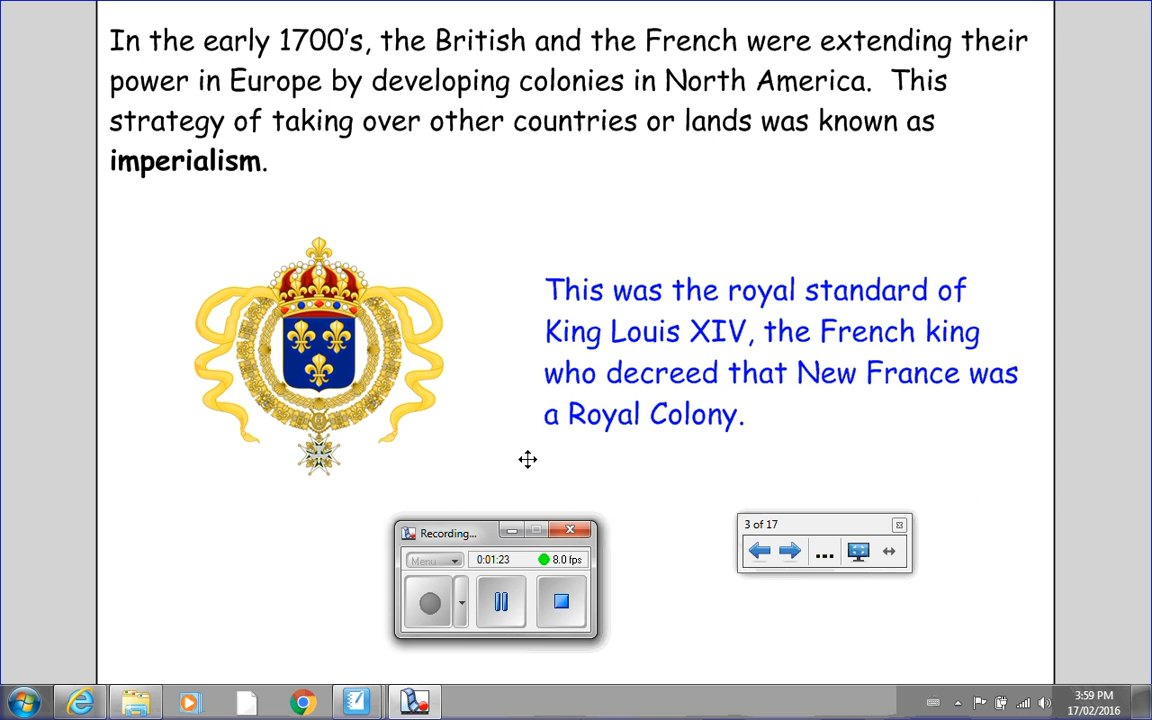 In the early 1700's, the British and the French were extending their
power in Europe by developing colonies in North America.  This
strategy of taking over other countries or lands was known as
imperialism.
This was the royal standard of
King Louis XIV, the French king
who decreed that New France was
a Royal Colony.
Recording...
Menu
0:01:23
8.0 fps
3 of 17
...
3:59 PM
17/02/2016